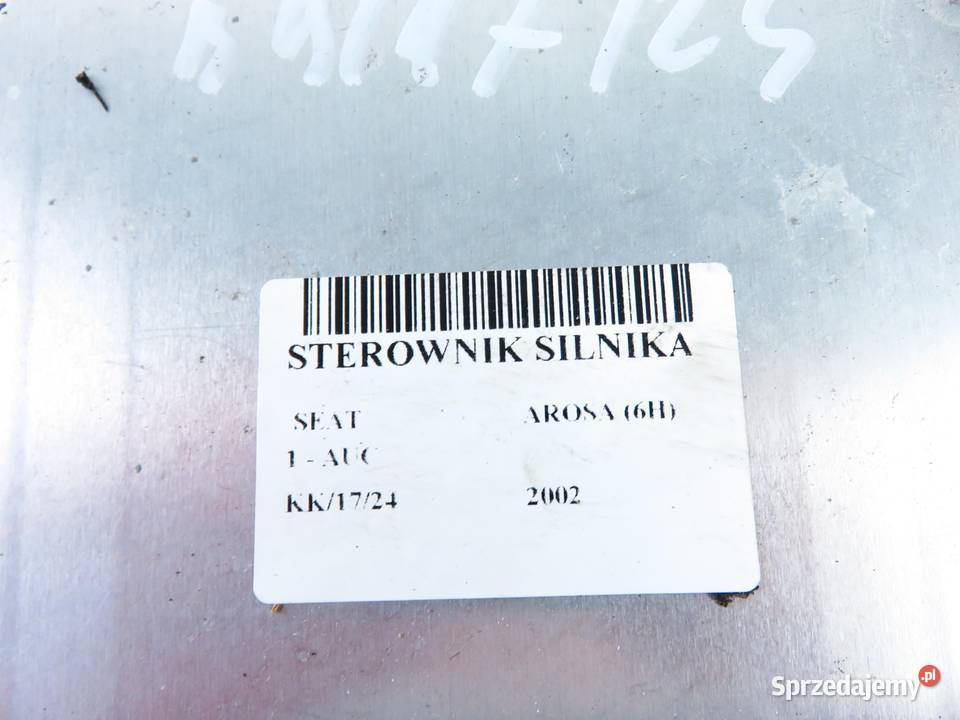 STEROWNIK SILNIKA
SEAT AROSA (6H)
1 - AUC
KK/17/24 2002
Sprzedajemy.pl